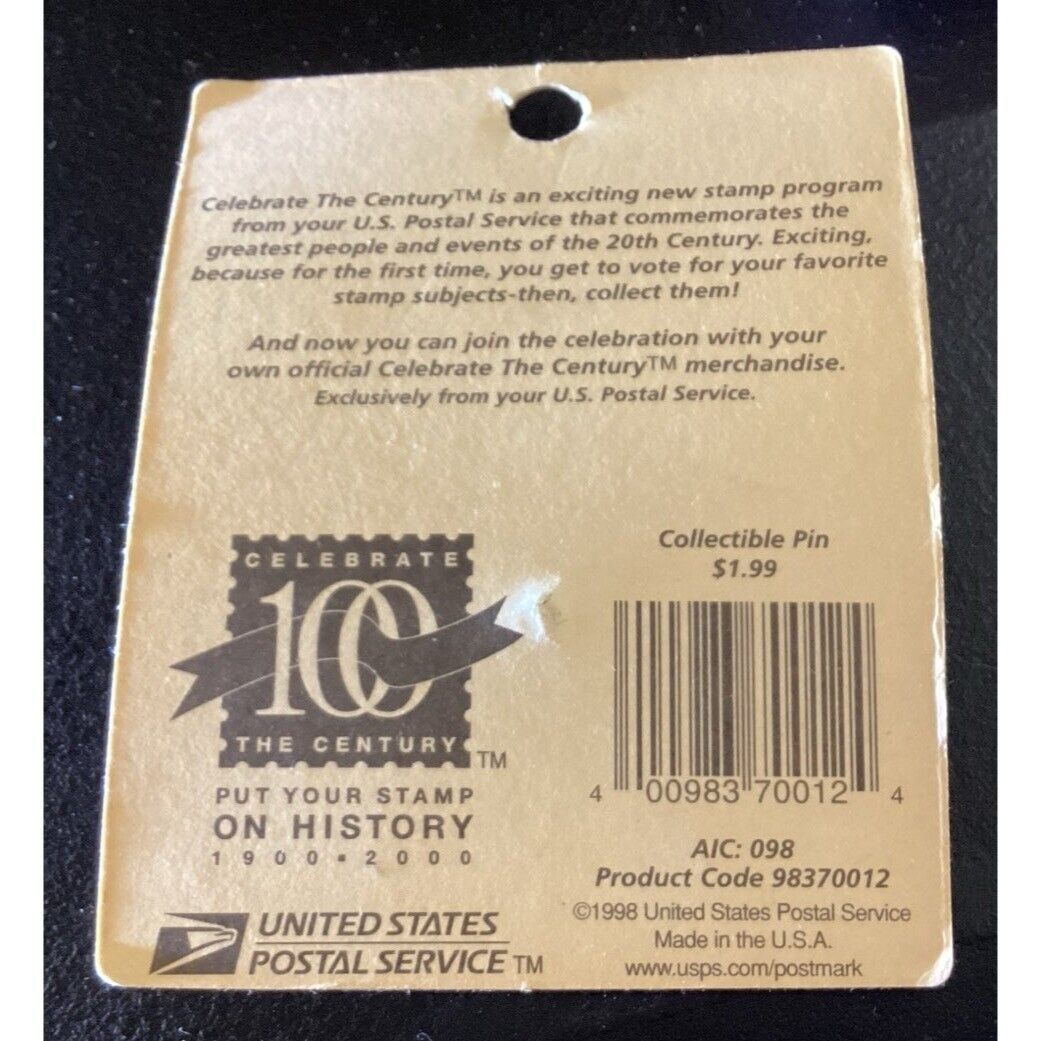 Celebrate The Century™ is an exciting new stamp program
from your U.S. Postal Service that commemorates the
greatest people and events of the 20th Century. Exciting,
because for the first time, you get to vote for your favorite
stamp subjects-then, collect them!
And now you can join the celebration with your
own official Celebrate The Century™ merchandise.
Exclusively from your U.S. Postal Service.
CELEBRATE
100
THE CENTURY TM
PUT YOUR STAMP
ON HISTORY
1900▪2000
UNITED STATES
POSTAL SERVICE TM
Collectible Pin
$1.99
4 00983 70012 4
AIC: 098
Product Code 98370012
©1998 United States Postal Service
Made in the U.S.A.
www.usps.com/postmark